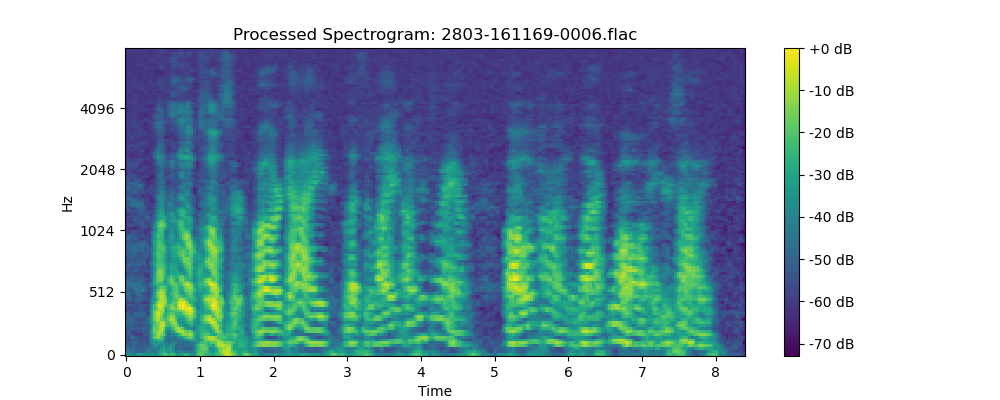 Processed Spectrogram: 2803-161169-0006.flac
Hz
4096
2048
1024
512
0
0 1 2 3 4 5 6 7 8
Time
+0 dB
-10 dB
-20 dB
-30 dB
-40 dB
-50 dB
-60 dB
-70 dB